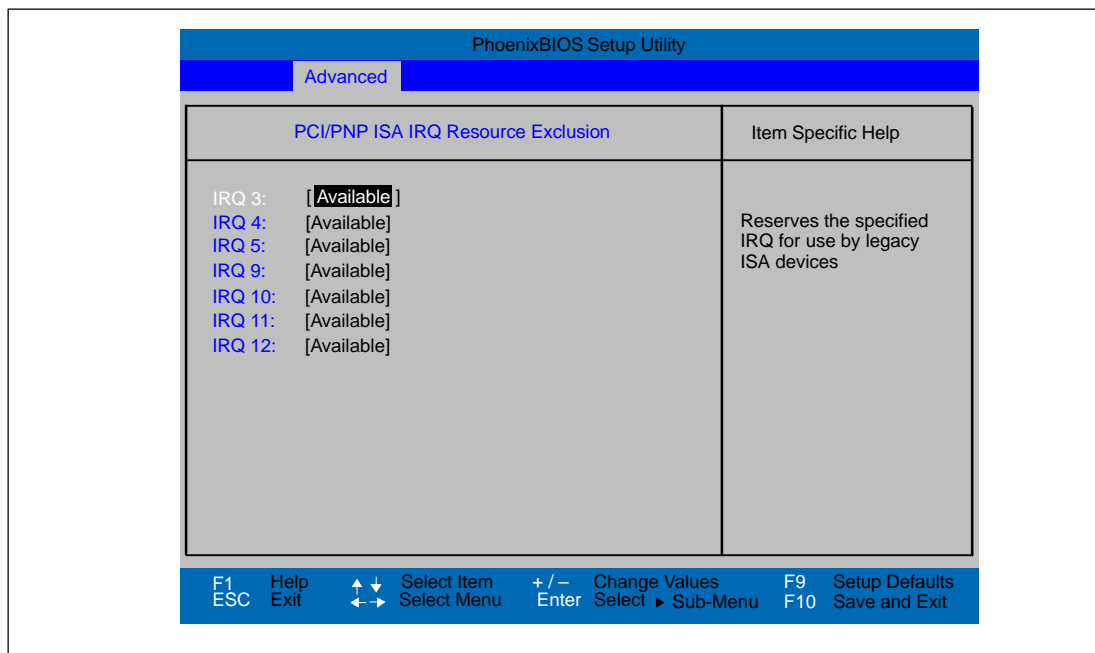 PhoenixBIOS Setup Utility
Advanced
PCI/PNP ISA IRQ Resource Exclusion
Item Specific Help
IRQ 3: [ Available ]
IRQ 4: [Available]
IRQ 5: [Available]
IRQ 9: [Available]
IRQ 10: [Available]
IRQ 11: [Available]
IRQ 12: [Available]
Reserves the specified
IRQ for use by legacy
ISA devices
F1 Help Select Item + / – Change Values F9 Setup Defaults
ESC Exit Select Menu Enter Select Sub-Menu F10 Save and Exit